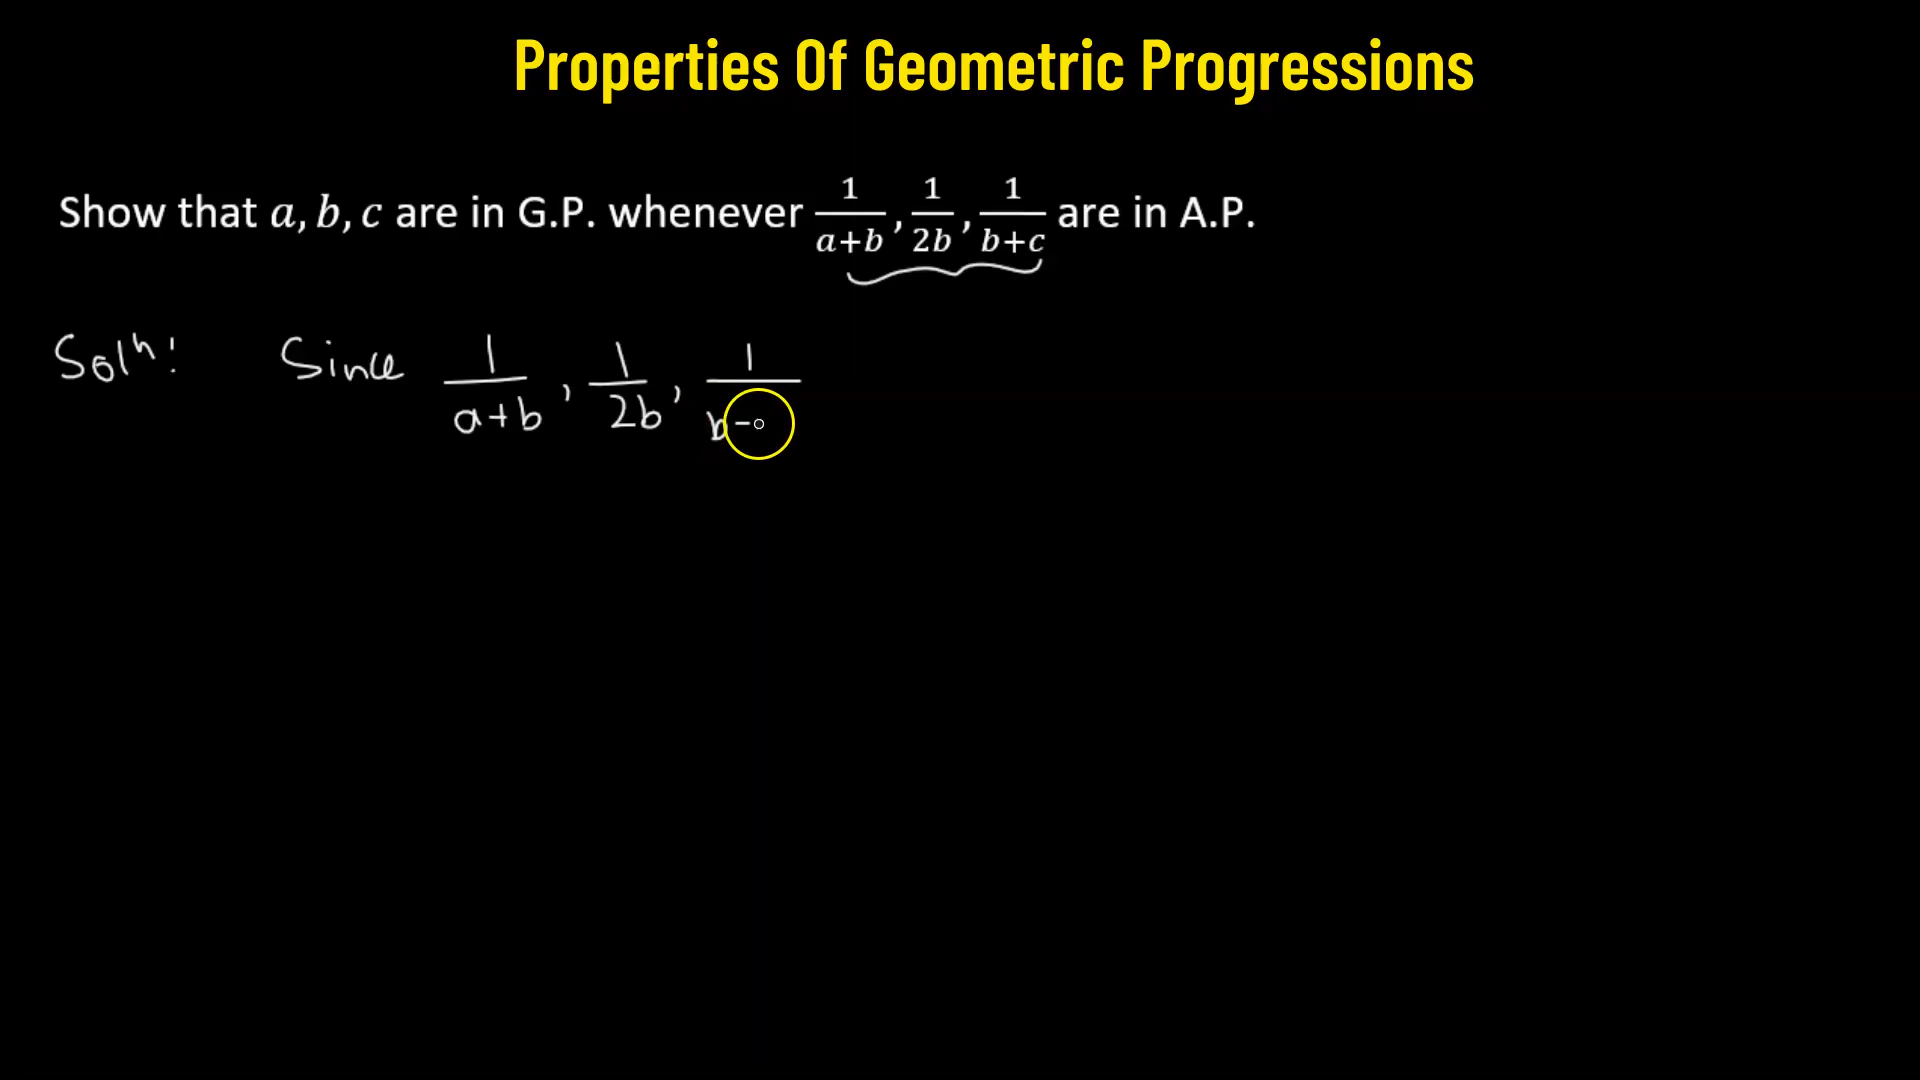 Properties Of Geometric Progressions
Show that a, b, c are in G.P. whenever 1/(a+b), 1/2b, 1/(b+c) are in A.P.
Solⁿ: Since 1/(a+b), 1/2b, 1/(b-